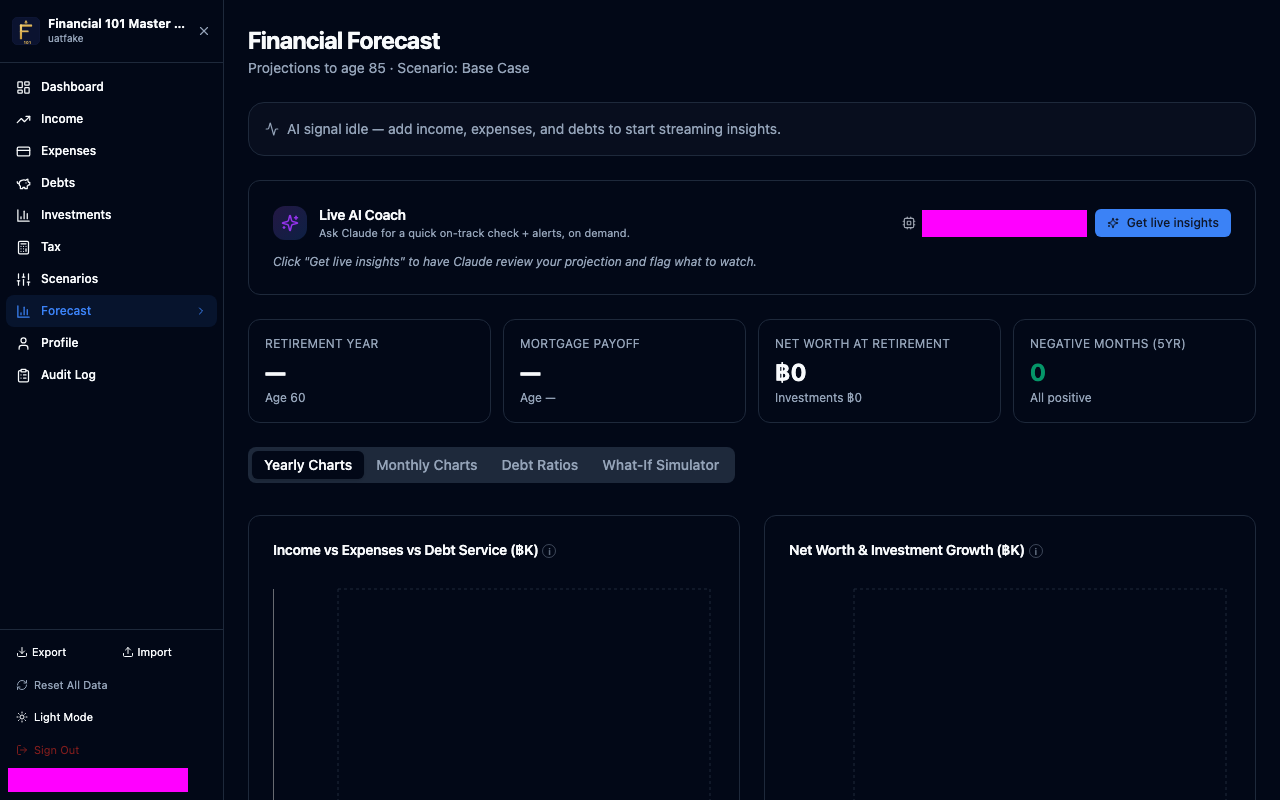 Financial 101 Master ...
uatfake
Dashboard
Income
Expenses
Debts
Investments
Tax
Scenarios
Forecast
Profile
Audit Log
Export
Import
Reset All Data
Light Mode
Sign Out
Financial Forecast
Projections to age 85 · Scenario: Base Case
AI signal idle — add income, expenses, and debts to start streaming insights.
Live AI Coach
Ask Claude for a quick on-track check + alerts, on demand.
Get live insights
Click "Get live insights" to have Claude review your projection and flag what to watch.
RETIREMENT YEAR
—
Age 60
MORTGAGE PAYOFF
—
Age —
NET WORTH AT RETIREMENT
฿0
Investments ฿0
NEGATIVE MONTHS (5YR)
0
All positive
Yearly Charts
Monthly Charts
Debt Ratios
What-If Simulator
Income vs Expenses vs Debt Service (฿K)
Net Worth & Investment Growth (฿K)